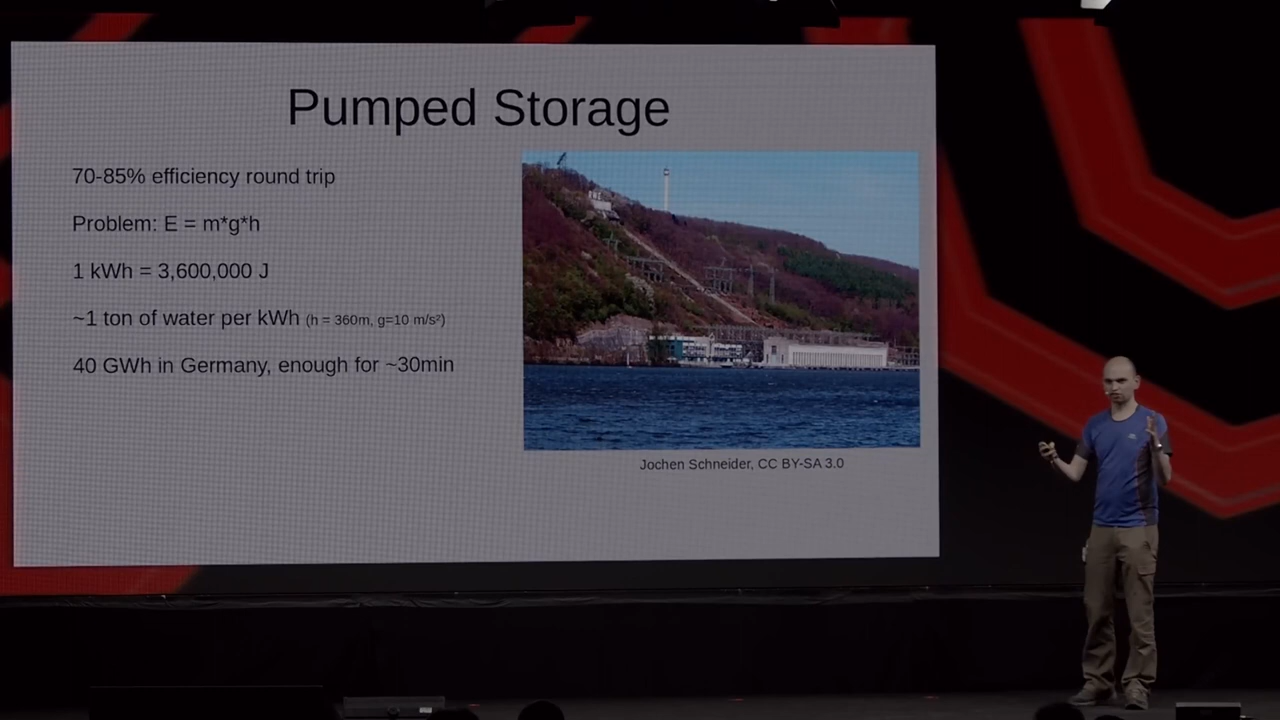 Pumped Storage
70-85% efficiency round trip
Problem: E = m*g*h
1 kWh = 3,600,000 J
~1 ton of water per kWh (h = 360m, g=10 m/s²)
40 GWh in Germany, enough for ~30min
Jochen Schneider, CC BY-SA 3.0